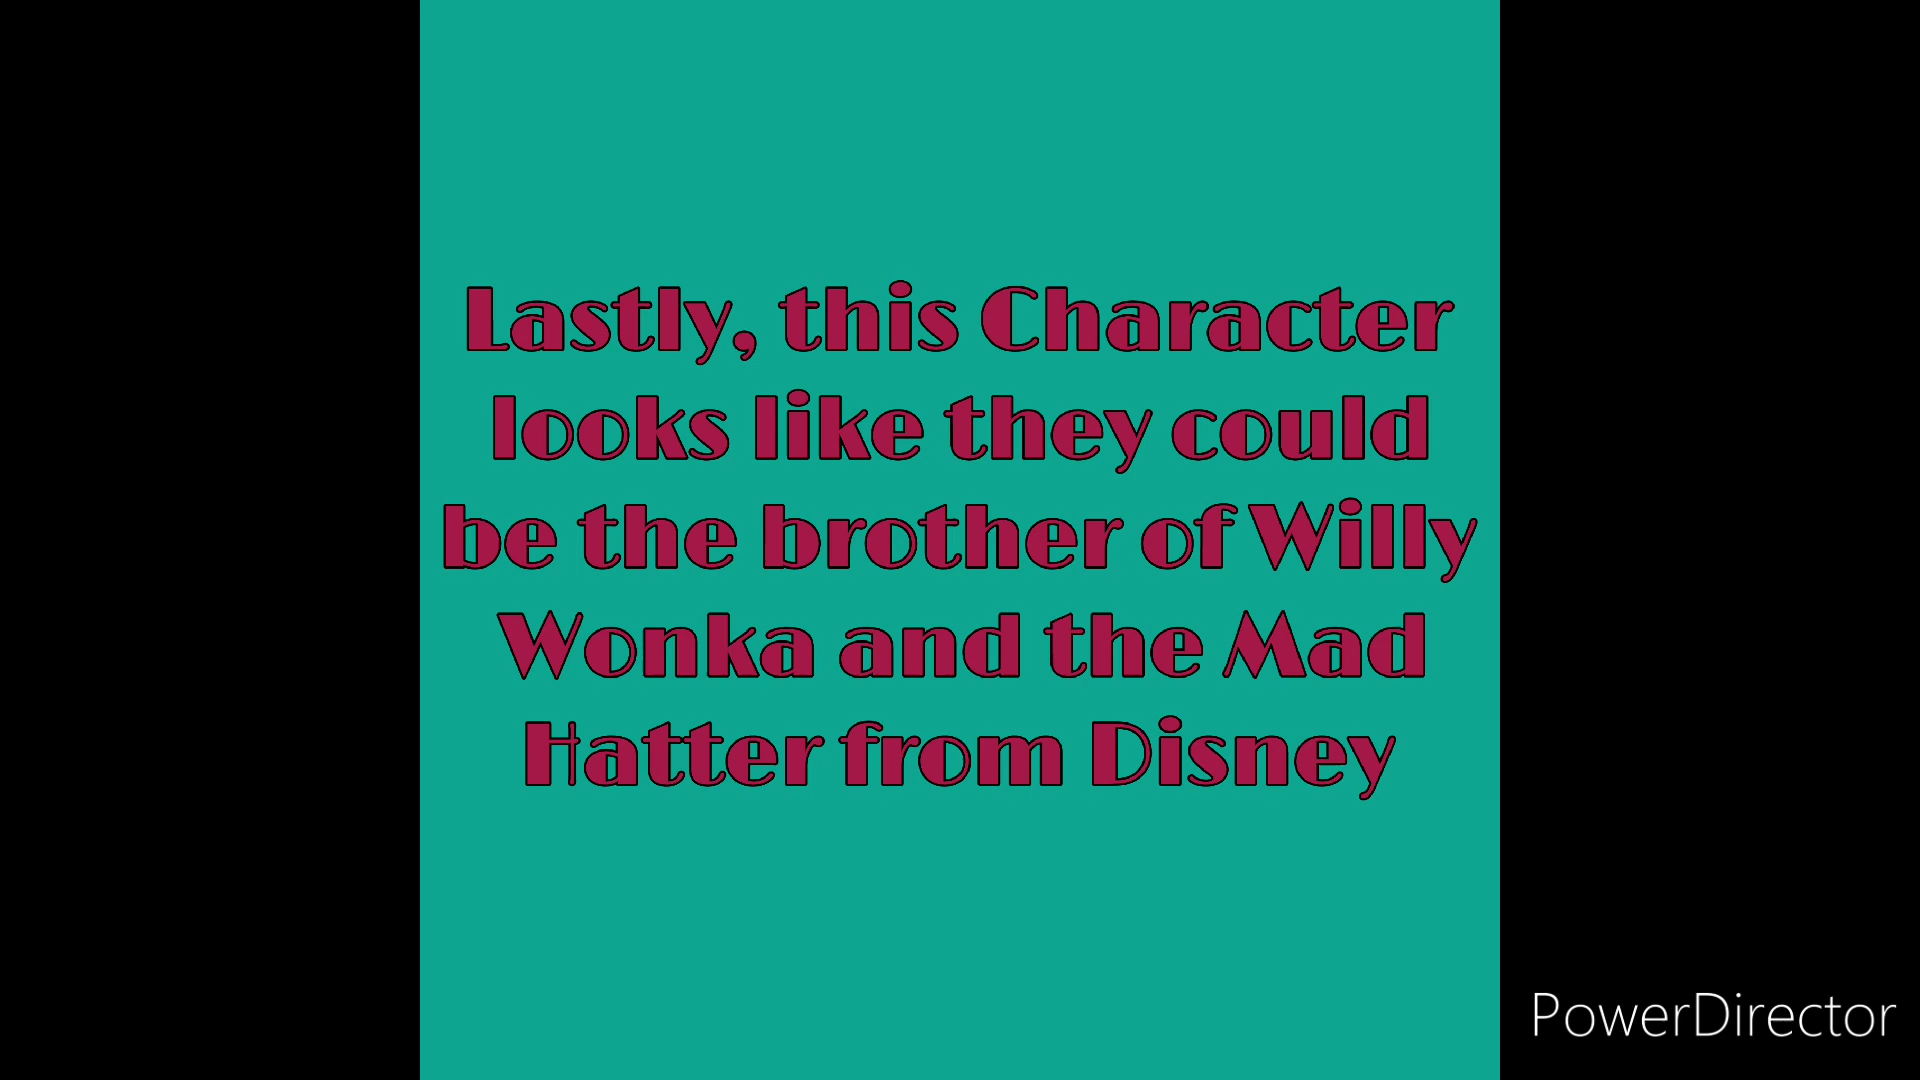 Lastly, this Character
looks like they could
be the brother of Willy
Wonka and the Mad
Hatter from Disney
PowerDirector